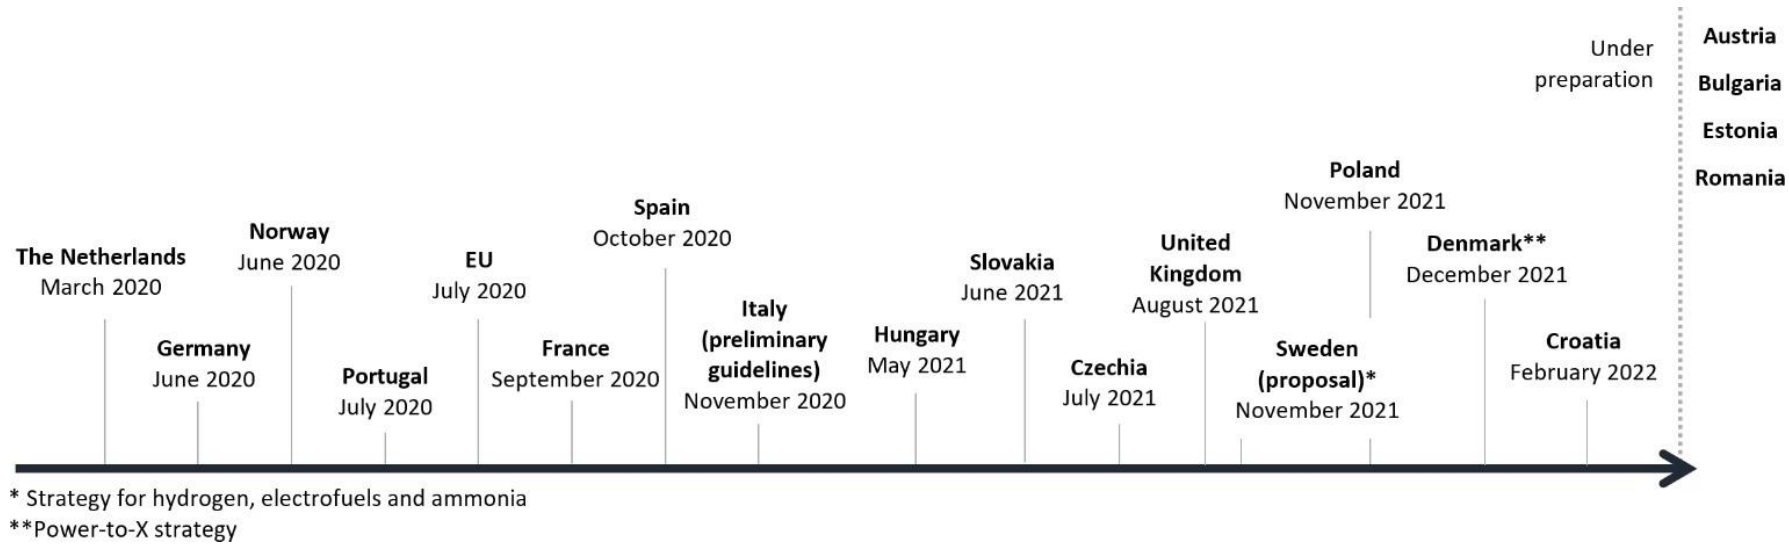 Under
preparation
Austria
Bulgaria
Estonia
Romania
The Netherlands
March 2020
Germany
June 2020
Norway
June 2020
Portugal
July 2020
EU
July 2020
France
September 2020
Spain
October 2020
Italy
(preliminary
guidelines)
November 2020
Hungary
May 2021
Slovakia
June 2021
Czechia
July 2021
United
Kingdom
August 2021
Sweden
(proposal)*
November 2021
Poland
November 2021
Denmark**
December 2021
Croatia
February 2022
* Strategy for hydrogen, electrofuels and ammonia
**Power-to-X strategy